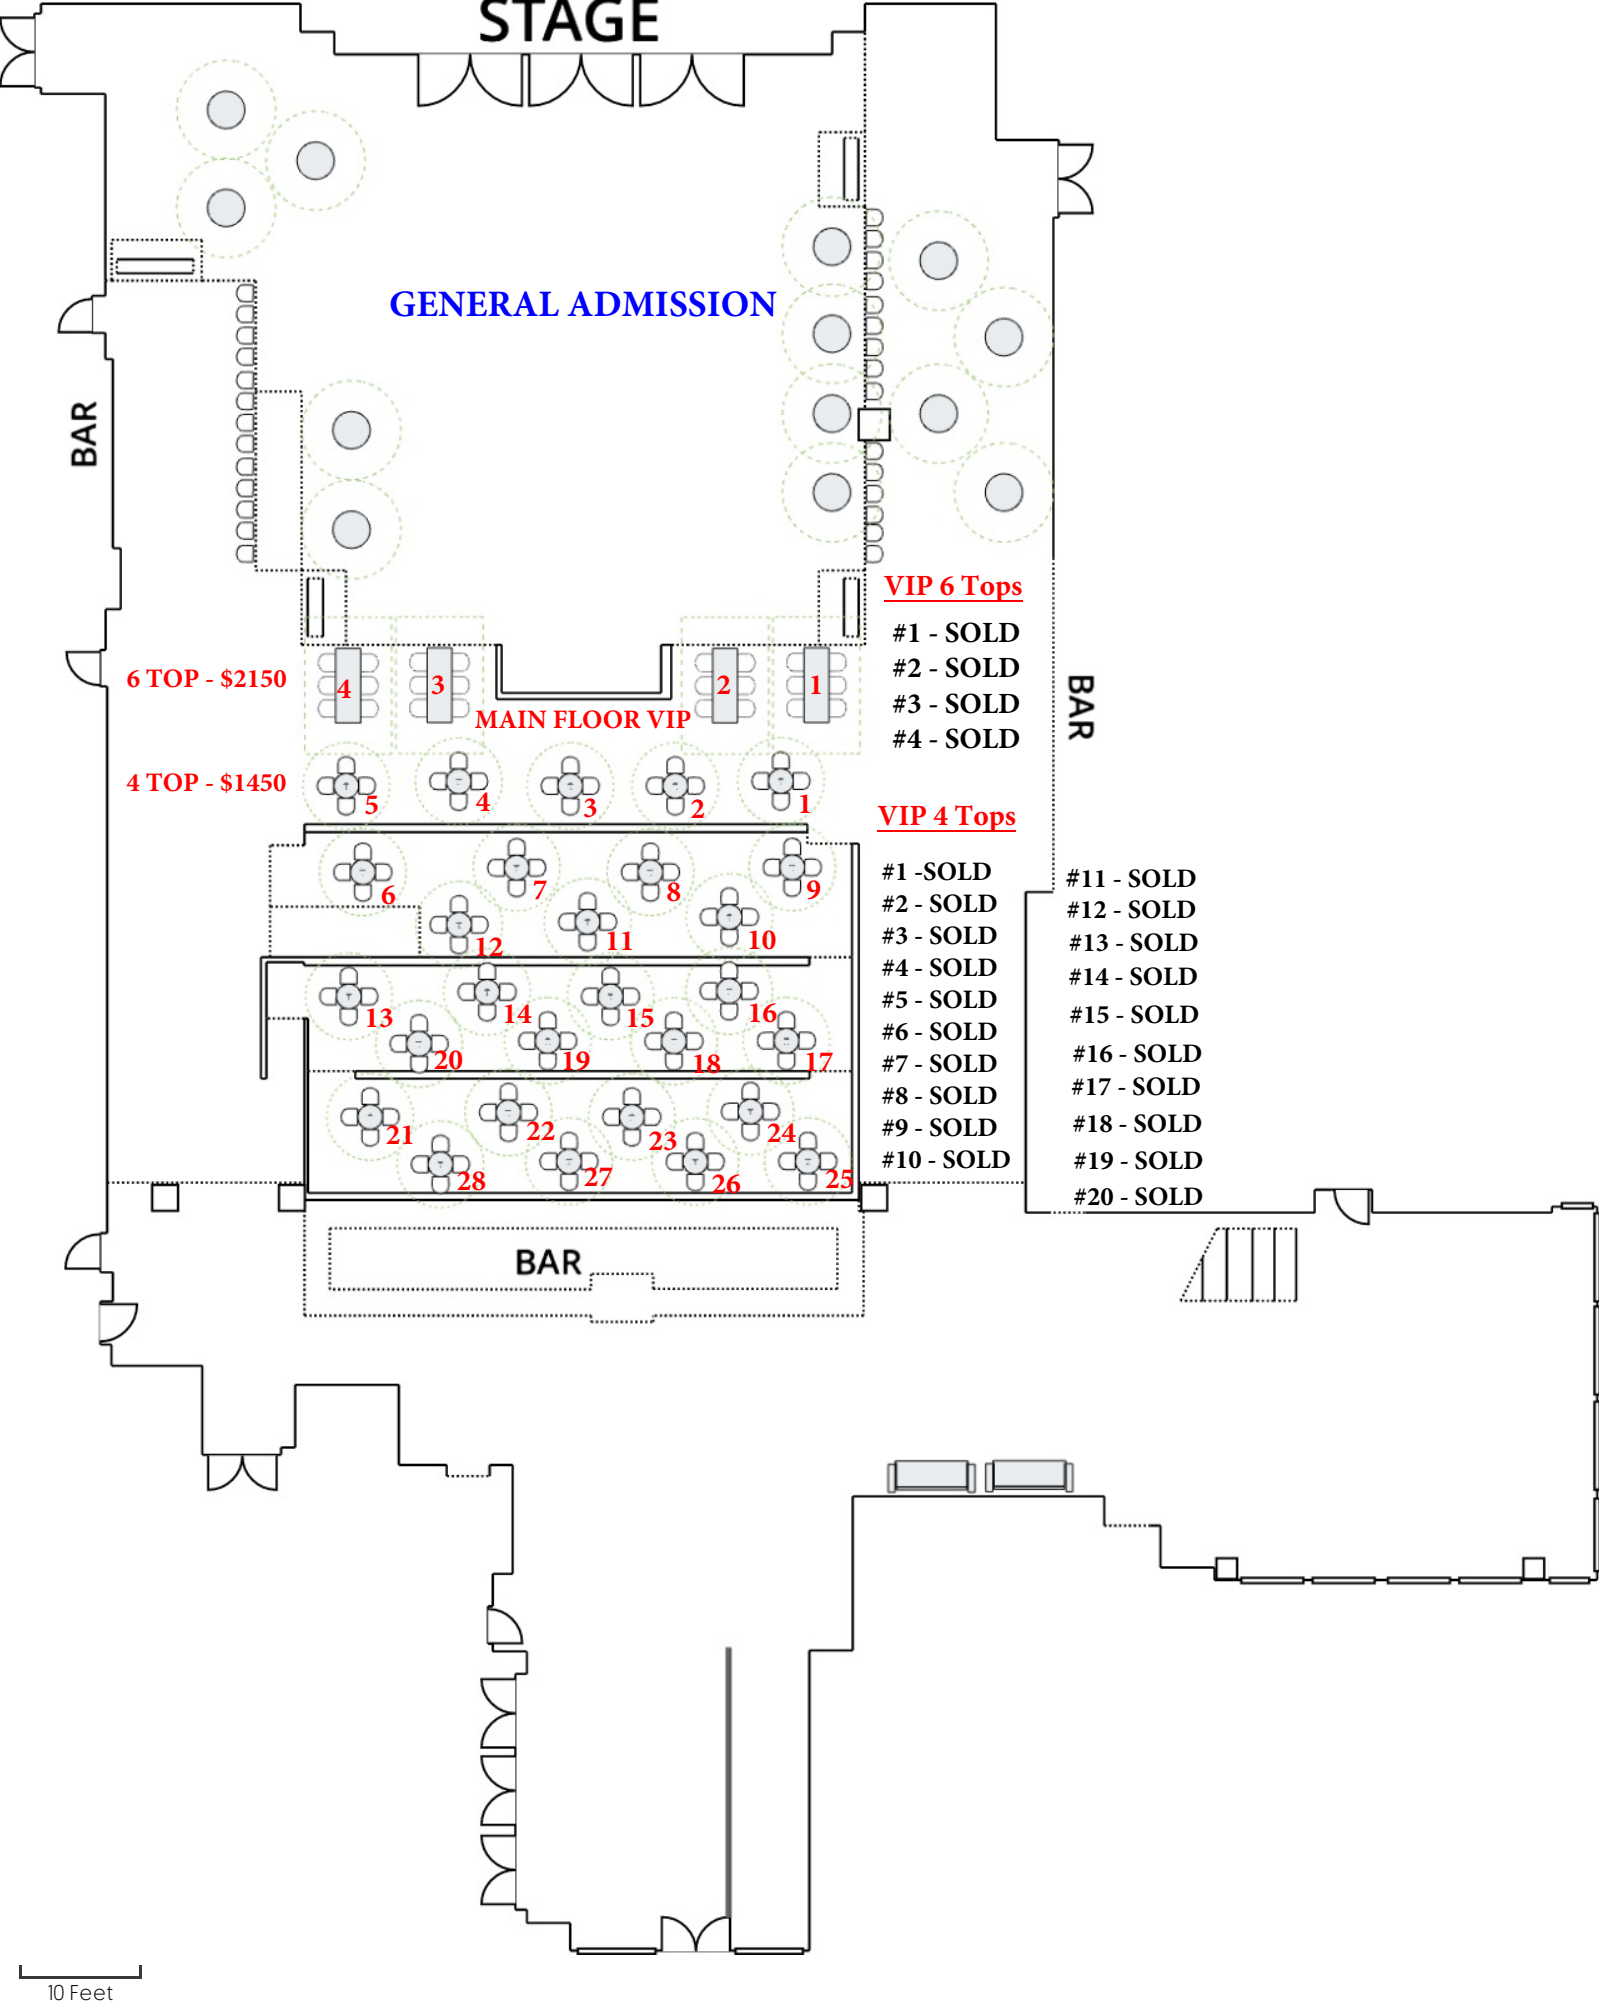 STAGE
GENERAL ADMISSION
BAR
VIP 6 Tops
#1 - SOLD
#2 - SOLD
#3 - SOLD
#4 - SOLD
6 TOP - $2150
4
3
2
1
MAIN FLOOR VIP
BAR
4 TOP - $1450
5
4
3
2
1
VIP 4 Tops
6
7
8
9
12
11
10
13
14
15
16
20
19
18
17
21
22
23
24
28
27
26
25
#1 -SOLD
#2 - SOLD
#3 - SOLD
#4 - SOLD
#5 - SOLD
#6 - SOLD
#7 - SOLD
#8 - SOLD
#9 - SOLD
#10 - SOLD
#11 - SOLD
#12 - SOLD
#13 - SOLD
#14 - SOLD
#15 - SOLD
#16 - SOLD
#17 - SOLD
#18 - SOLD
#19 - SOLD
#20 - SOLD
BAR
10 Feet